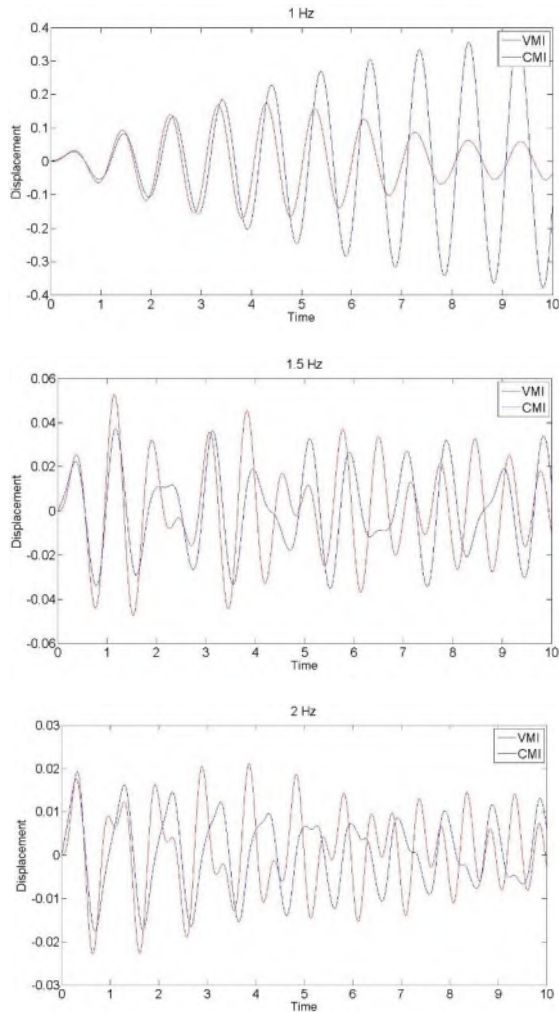 1 Hz
VMI
CMI
0.4
0.3
0.2
0.1
0
-0.1
-0.2
-0.3
-0.4
Displacement
0 1 2 3 4 5 6 7 8 9 10
Time
1.5 Hz
VMI
CMI
0.06
0.04
0.02
0
-0.02
-0.04
-0.06
Displacement
0 1 2 3 4 5 6 7 8 9 10
Time
2 Hz
VMI
CMI
0.03
0.02
0.01
0
-0.01
-0.02
-0.03
Displacement
0 1 2 3 4 5 6 7 8 9 10
Time